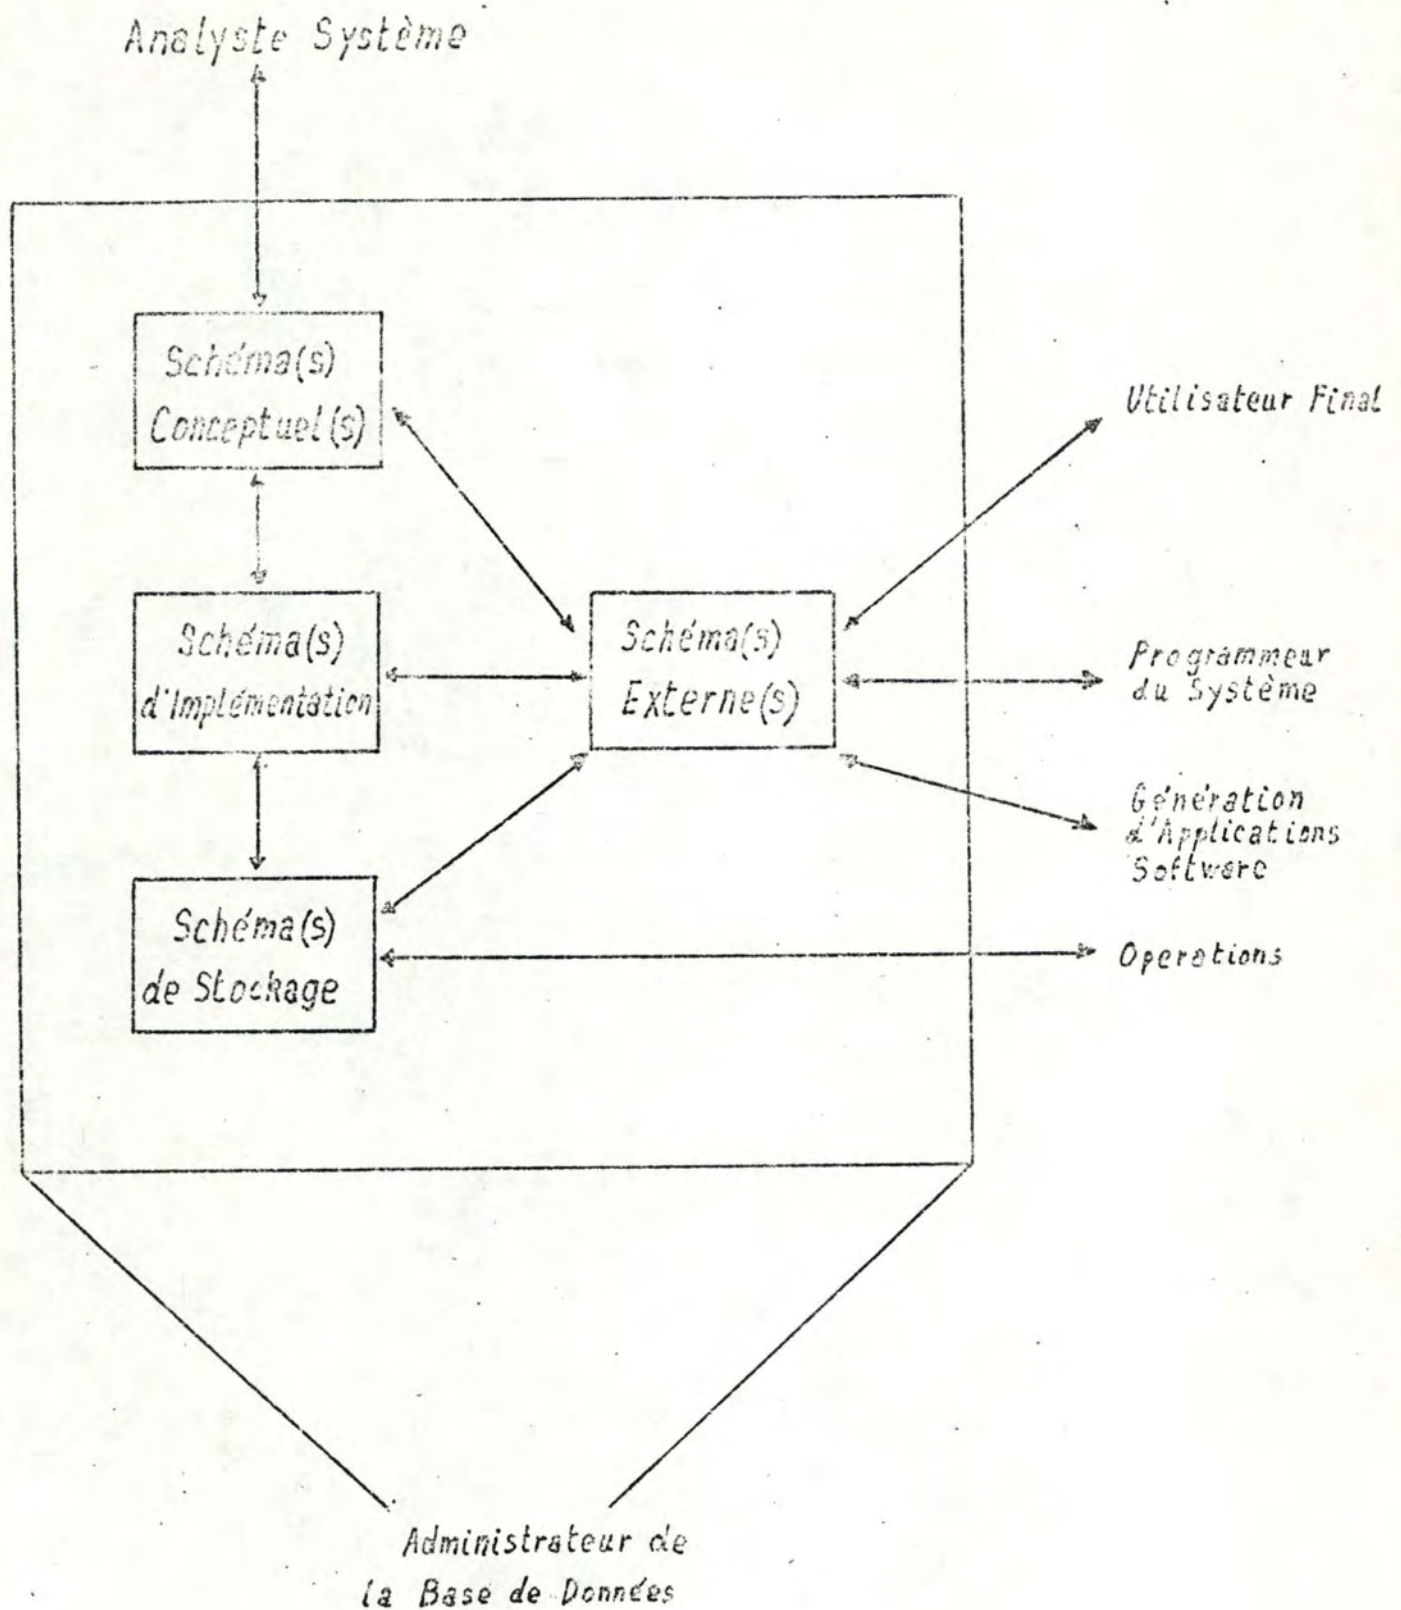 Analyste Système
Schéma(s)
Conceptuel(s)
Utilisateur Final
Schéma(s)
d'Implémentation
Schéma(s)
Externe(s)
Programmeur
du Système
Génération
d'Applications
Software
Schéma(s)
de Stockage
Operations
Administrateur de
la Base de Données